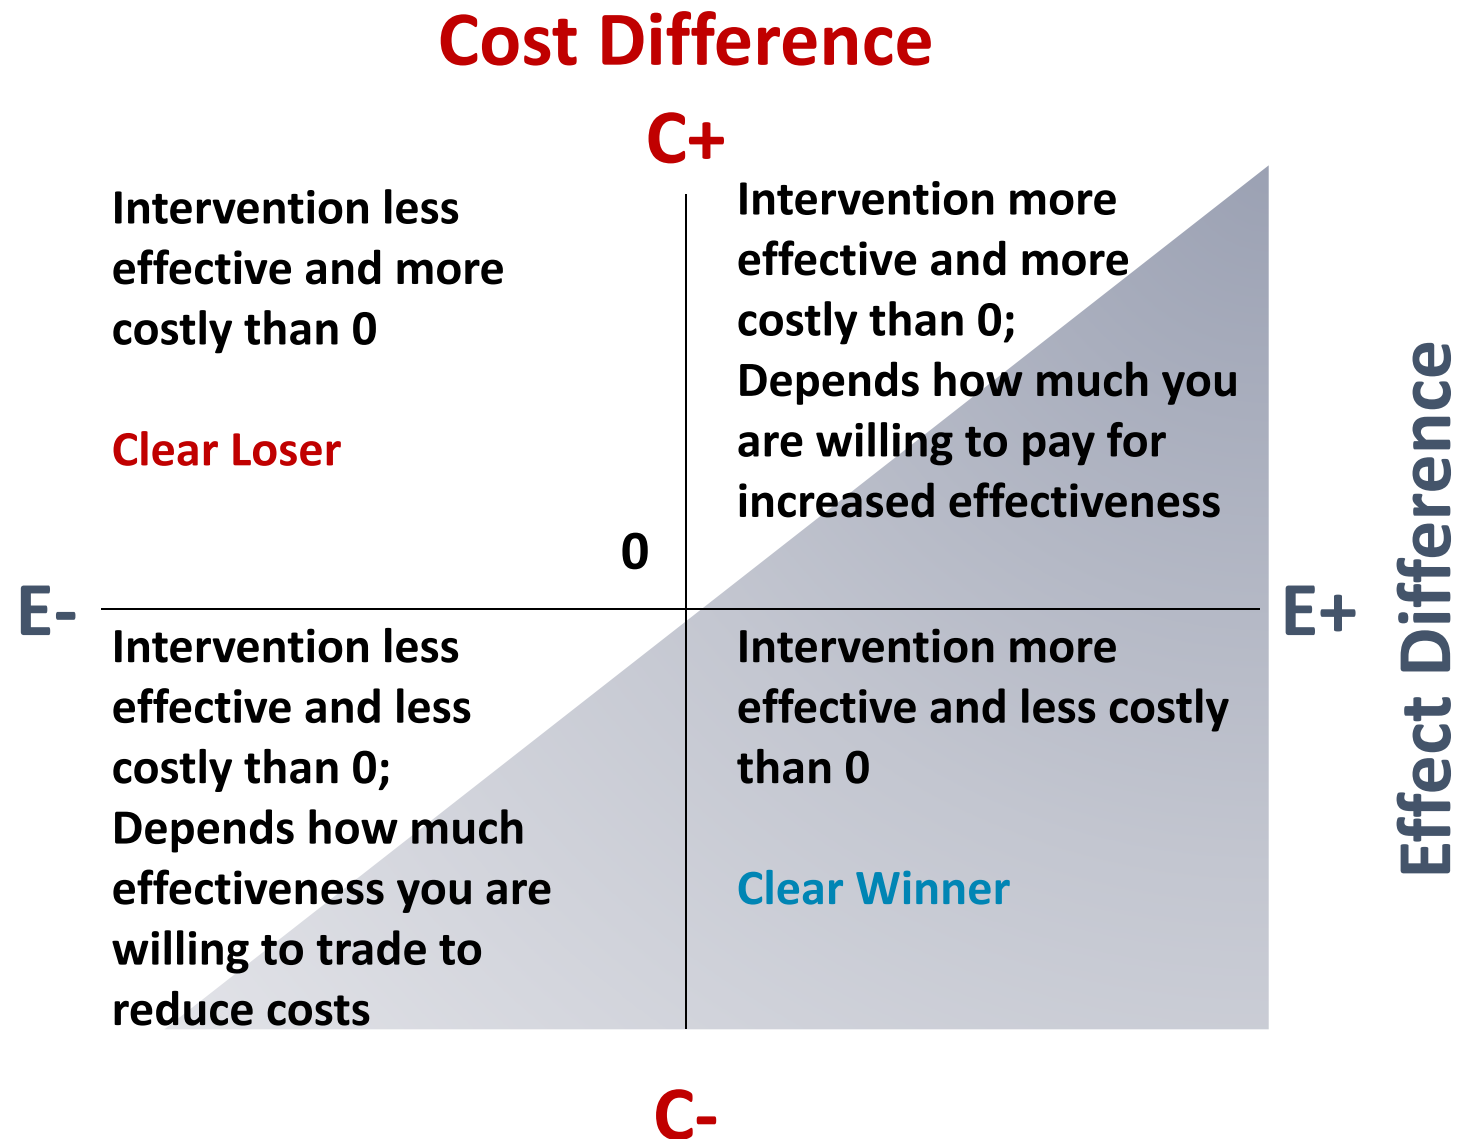 Cost Difference
C+
Intervention less
effective and more
costly than 0
Clear Loser
Intervention more
effective and more
costly than 0;
Depends how much you
are willing to pay for
increased effectiveness
0
E-
E+
Effect Difference
Intervention less
effective and less
costly than 0;
Depends how much
effectiveness you are
willing to trade to
reduce costs
Intervention more
effective and less costly
than 0
Clear Winner
C-